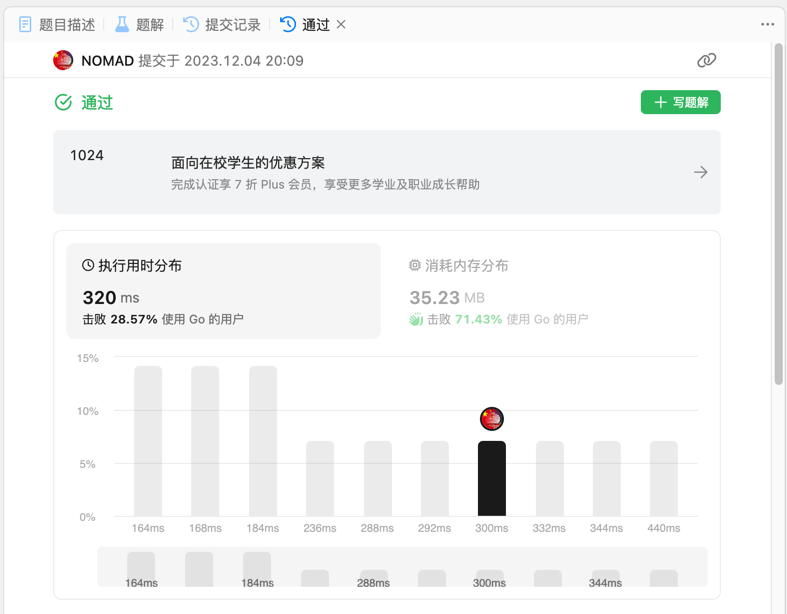 题目描述 题解 提交记录 通过
NOMAD 提交于 2023.12.04 20:09
通过
写题解
1024
面向在校学生的优惠方案
完成认证享 7 折 Plus 会员，享受更多学业及职业成长帮助
执行用时分布
320 ms
击败 28.57% 使用 Go 的用户
消耗内存分布
35.23 MB
击败 71.43% 使用 Go 的用户
15%
10%
5%
0%
164ms 168ms 184ms 236ms 288ms 292ms 300ms 332ms 344ms 440ms
164ms 184ms 288ms 300ms 344ms